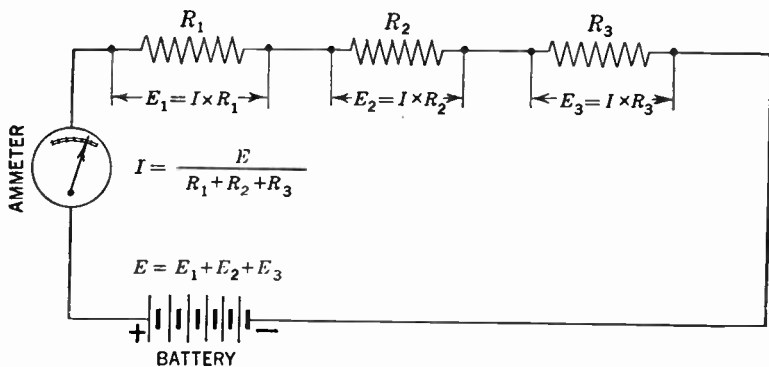 R₁ R₂ R₃
E₁=I×R₁ E₂=I×R₂ E₃=I×R₃
AMMETER
I = E / R₁+R₂+R₃
E = E₁+E₂+E₃
+ −
BATTERY